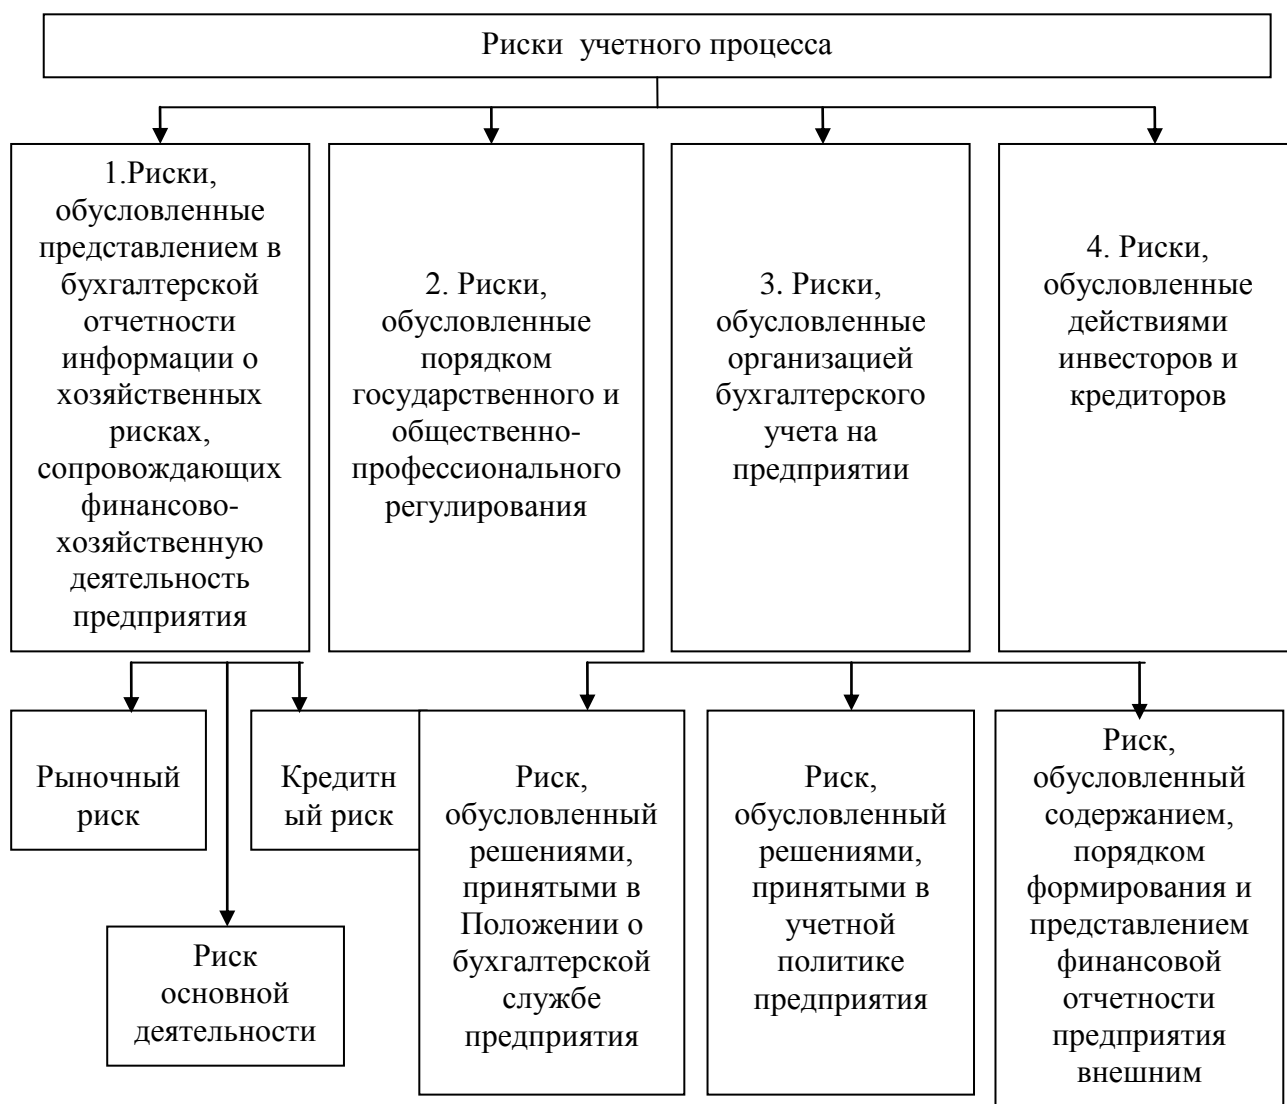 Риски учетного процесса
1.Риски,
обусловленные
представлением в
бухгалтерской
отчетности
информации о
хозяйственных
рисках,
сопровождающих
финансово-
хозяйственную
деятельность
предприятия
2. Риски,
обусловленные
порядком
государственного и
общественно-
профессионального
регулирования
3. Риски,
обусловленные
организацией
бухгалтерского
учета на
предприятии
4. Риски,
обусловленные
действиями
инвесторов и
кредиторов
Рыночный
риск
Риск
основной
деятельности
Кредитн
ый риск
Риск,
обусловленный
решениями,
принятыми в
Положении о
бухгалтерской
службе
предприятия
Риск,
обусловленный
решениями,
принятыми в
учетной
политике
предприятия
Риск,
обусловленный
содержанием,
порядком
формирования и
представлением
финансовой
отчетности
предприятия
внешним